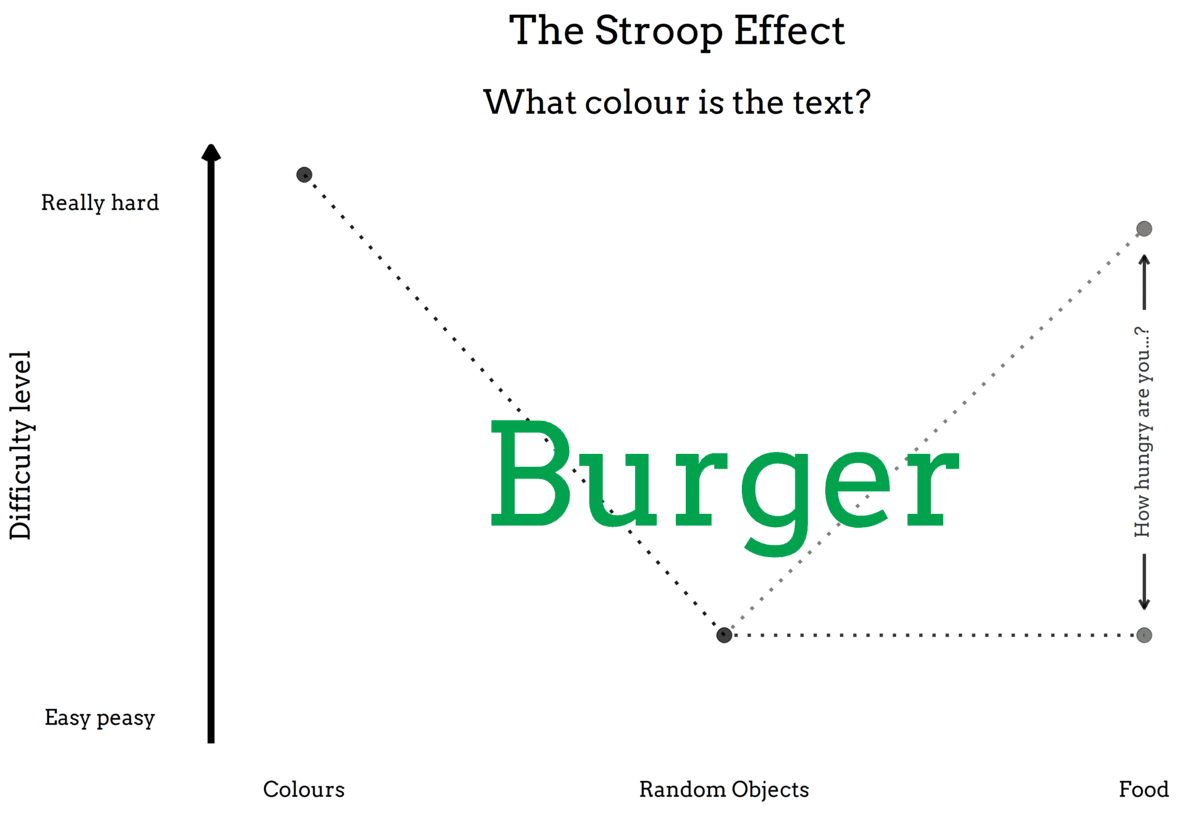 The Stroop Effect
What colour is the text?
Really hard
Difficulty level
Burger
How hungry are you...?
Easy peasy
Colours
Random Objects
Food